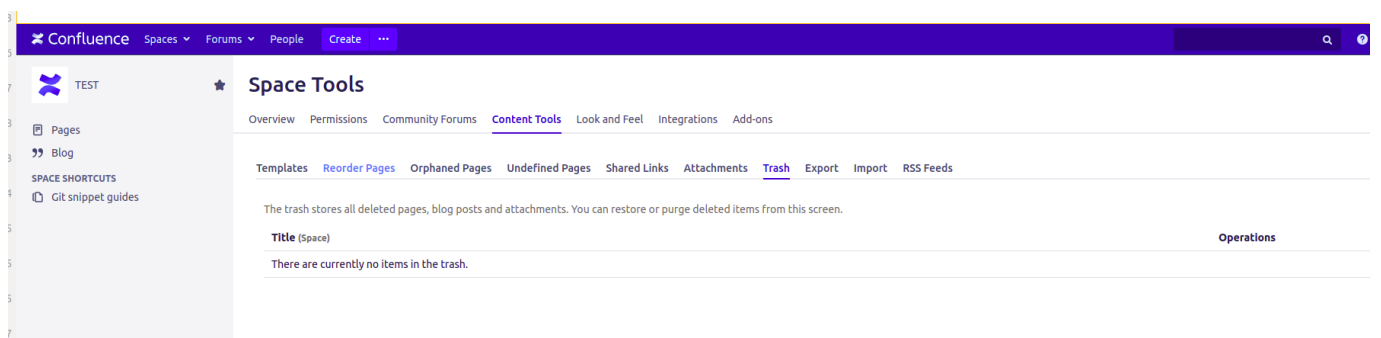 Confluence Spaces Forums People Create ...
TEST
Pages
Blog
SPACE SHORTCUTS
Git snippet guides
Space Tools
Overview Permissions Community Forums Content Tools Look and Feel Integrations Add-ons
Templates Reorder Pages Orphaned Pages Undefined Pages Shared Links Attachments Trash Export Import RSS Feeds
The trash stores all deleted pages, blog posts and attachments. You can restore or purge deleted items from this screen.
Title (Space) Operations
There are currently no items in the trash.